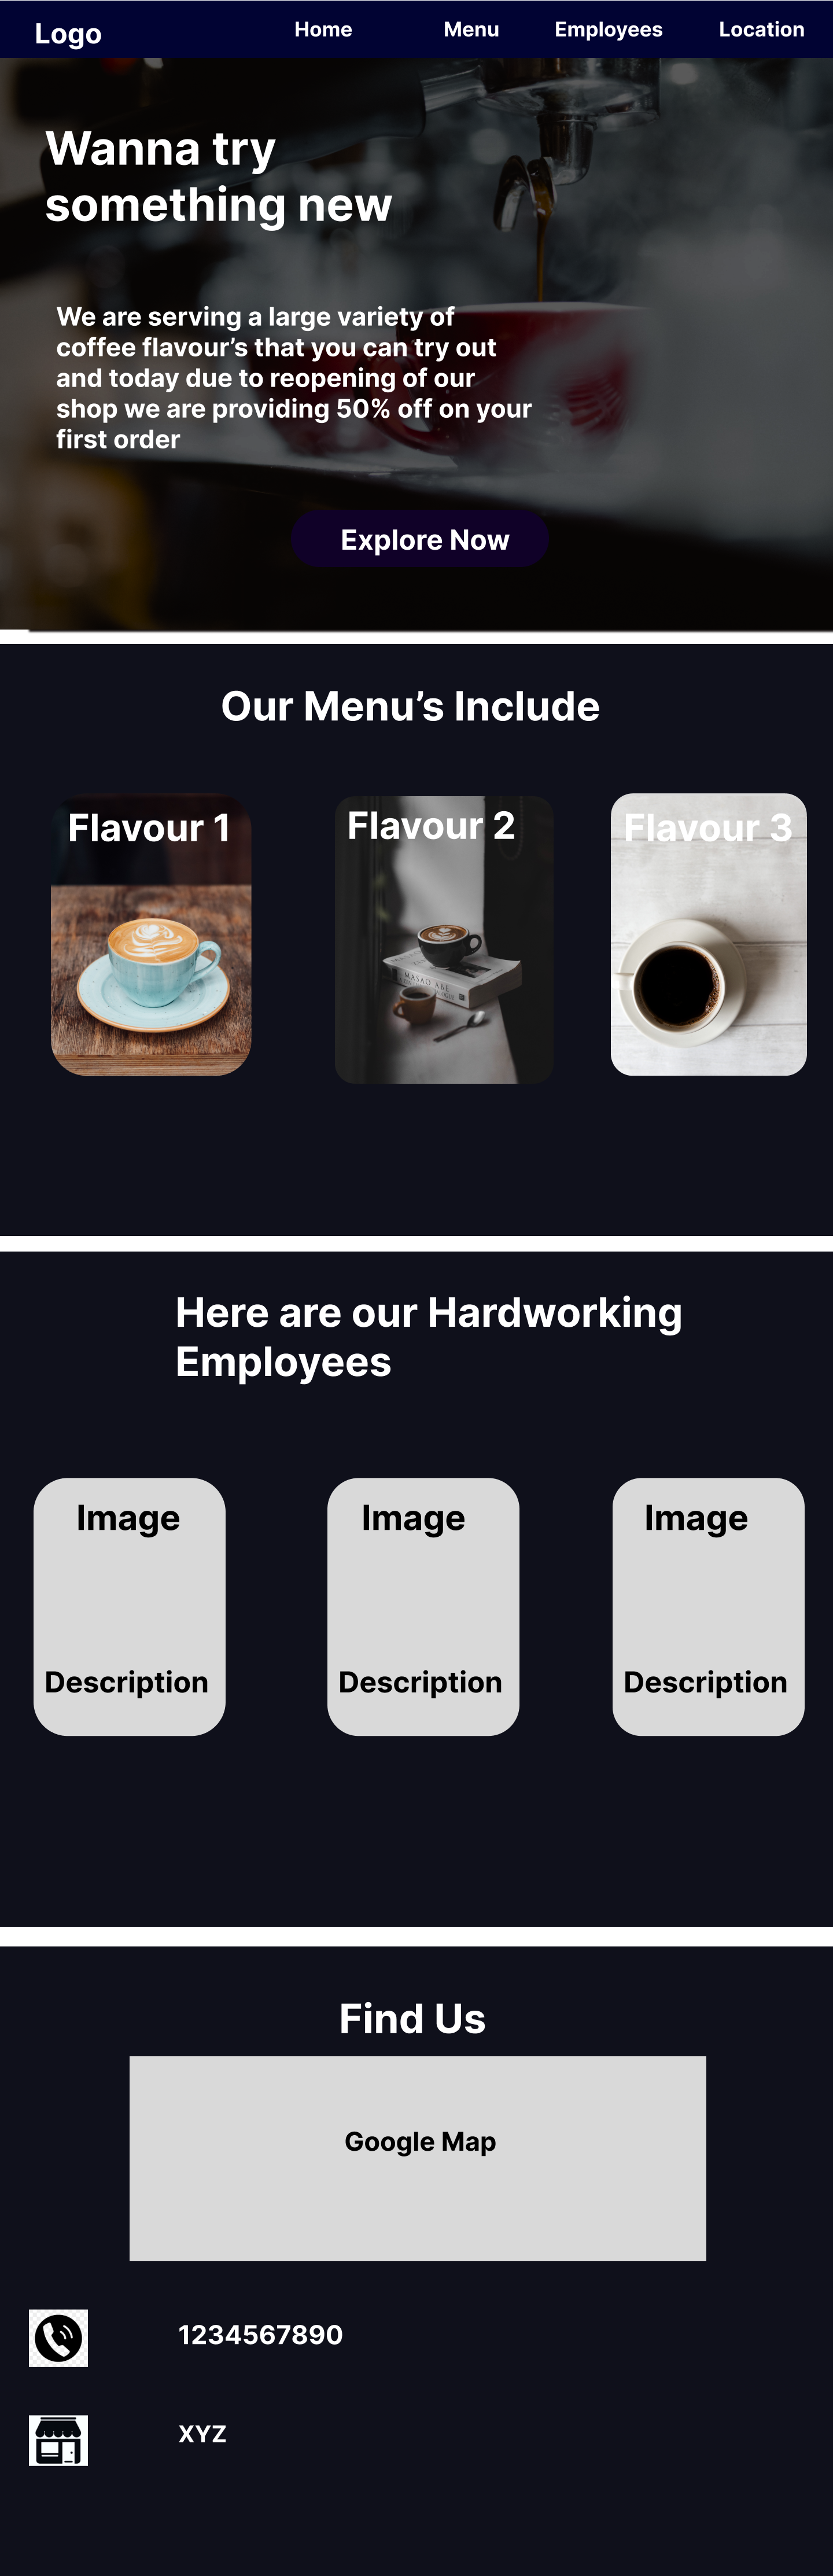 Logo Home Menu Employees Location
Wanna try
something new
We are serving a large variety of
coffee flavour’s that you can try out
and today due to reopening of our
shop we are providing 50% off on your
first order
Explore Now
Our Menu’s Include
Flavour 1
Flavour 2
Flavour 3
MASAO ABE
Here are our Hardworking
Employees
Image
Description
Image
Description
Image
Description
Find Us
Google Map
1234567890
XYZ